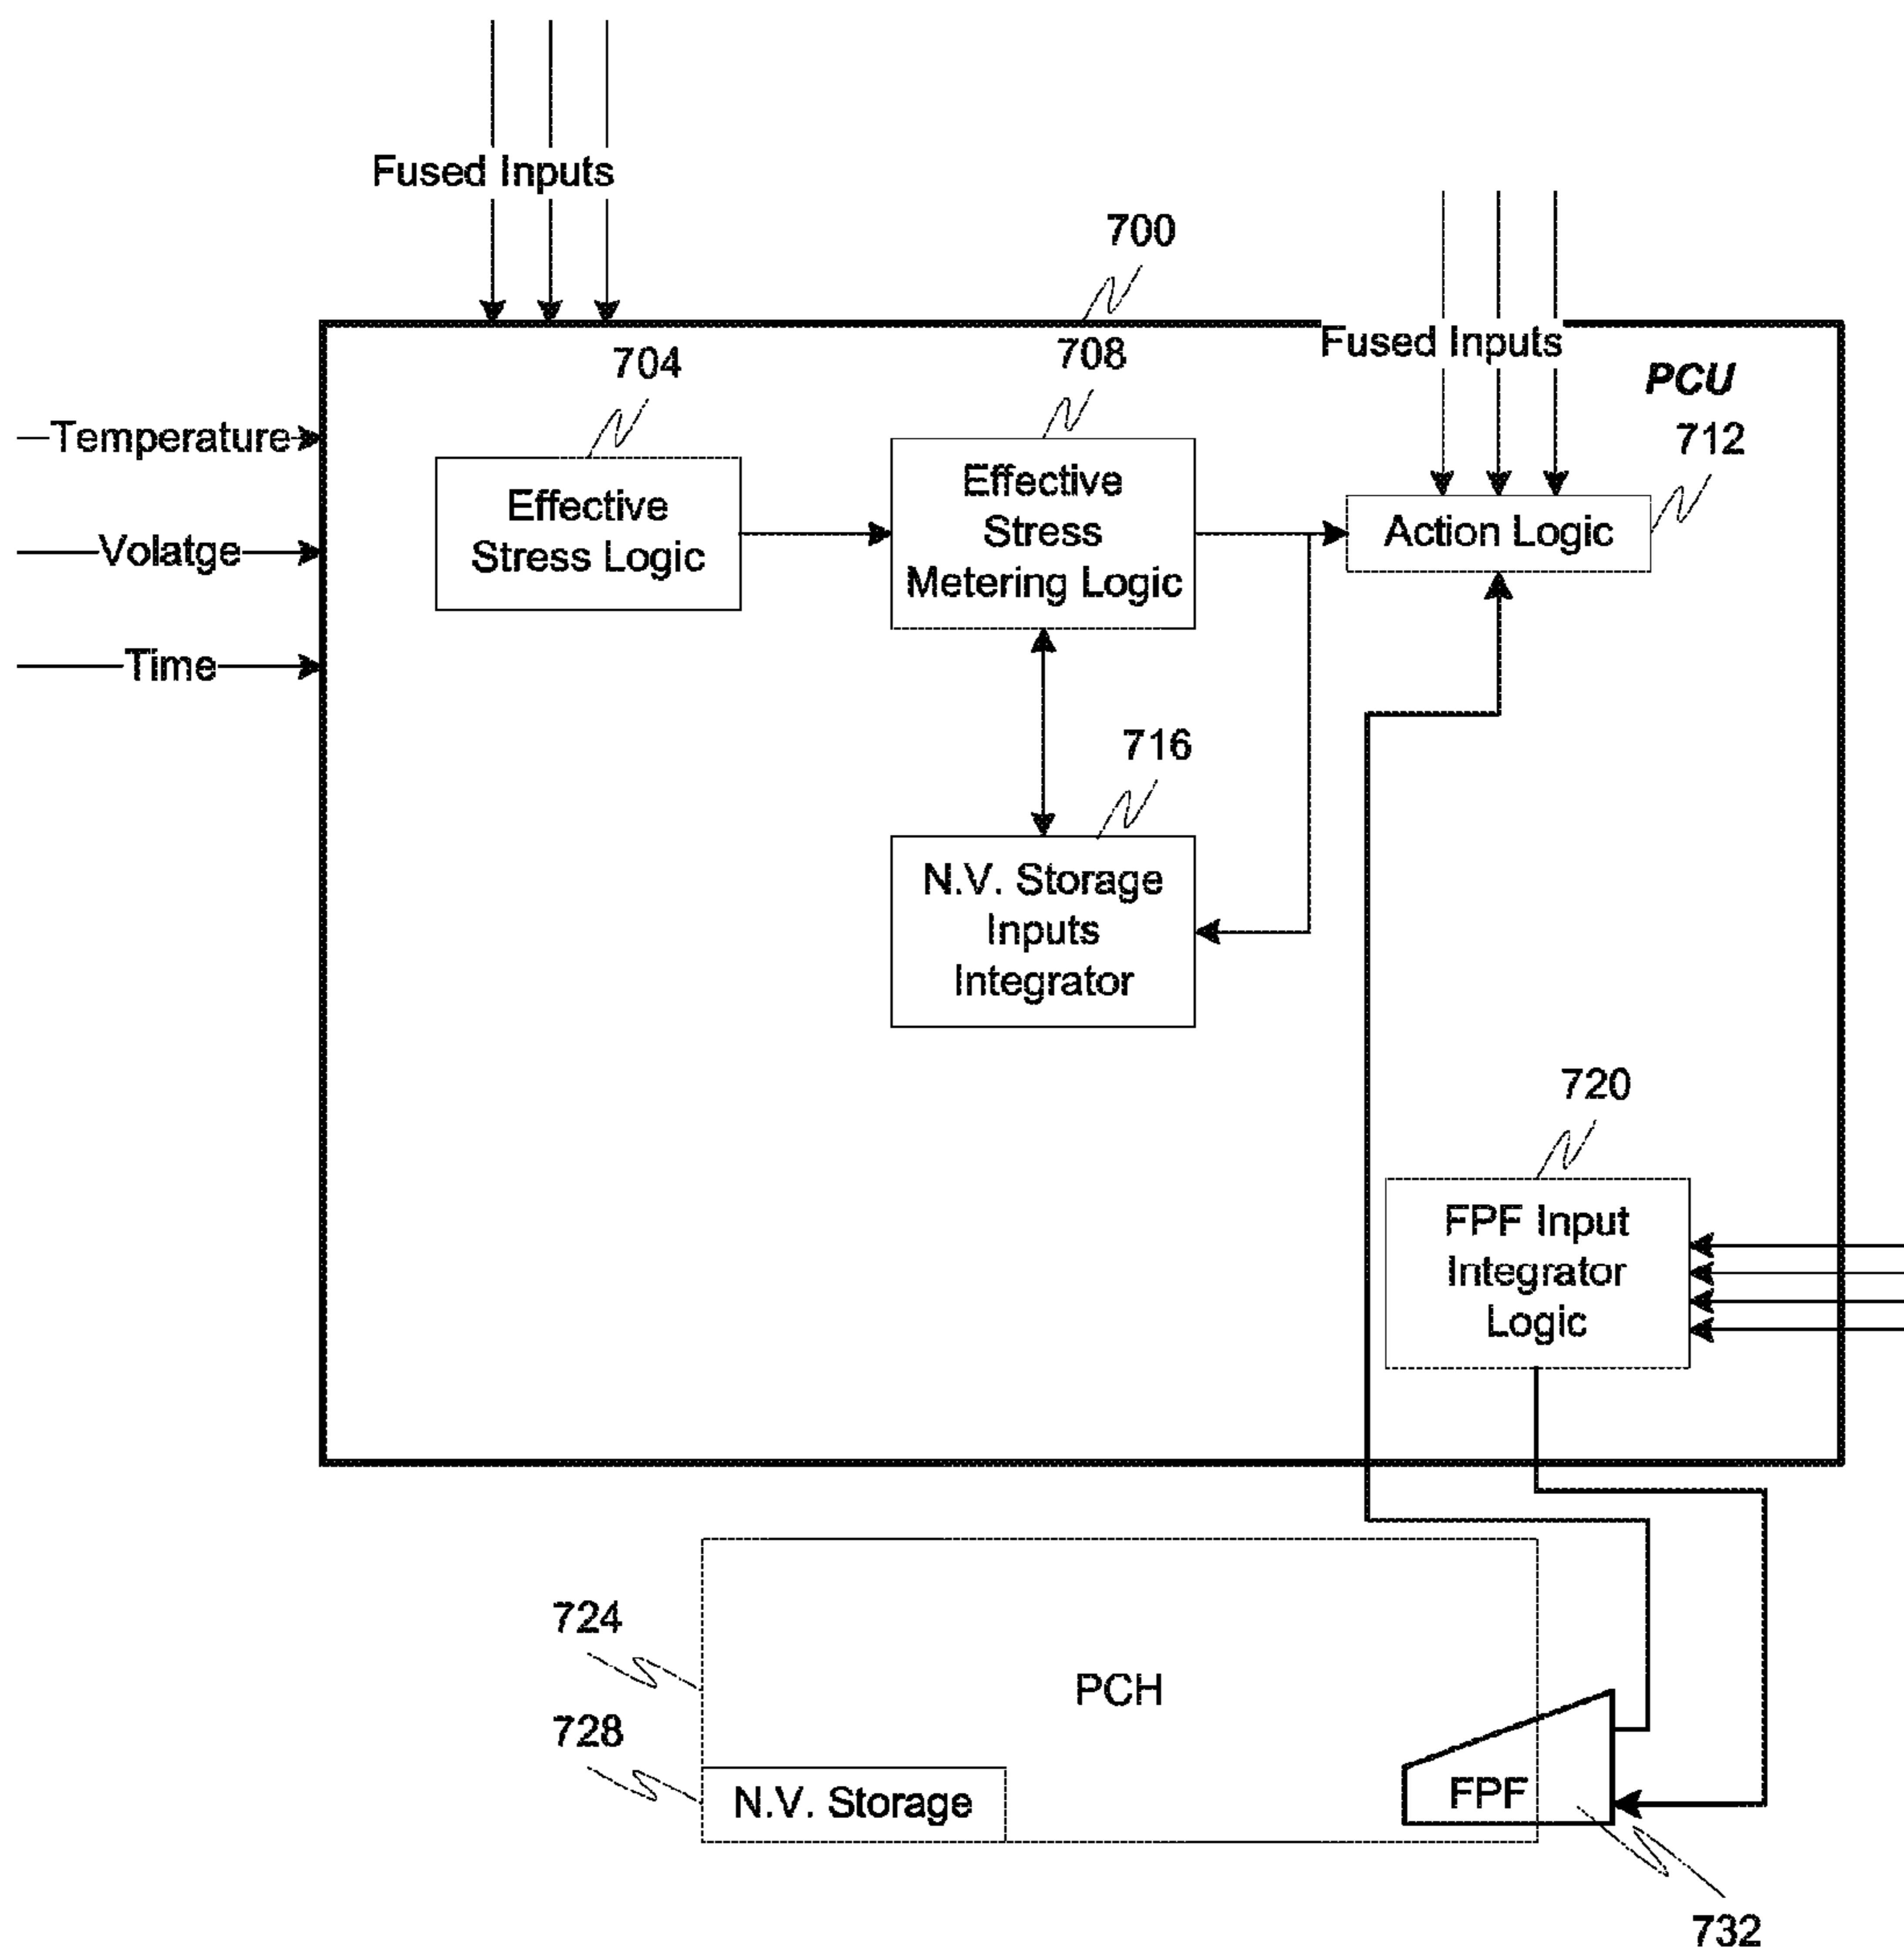 Fused Inputs
700
Fused Inputs
704
708
PCU
712
Temperature
Effective
Stress Logic
Effective
Stress
Metering Logic
Action Logic
Volatge
Time
716
N.V. Storage
Inputs
Integrator
720
FPF Input
Integrator
Logic
724
PCH
728
N.V. Storage
FPF
732